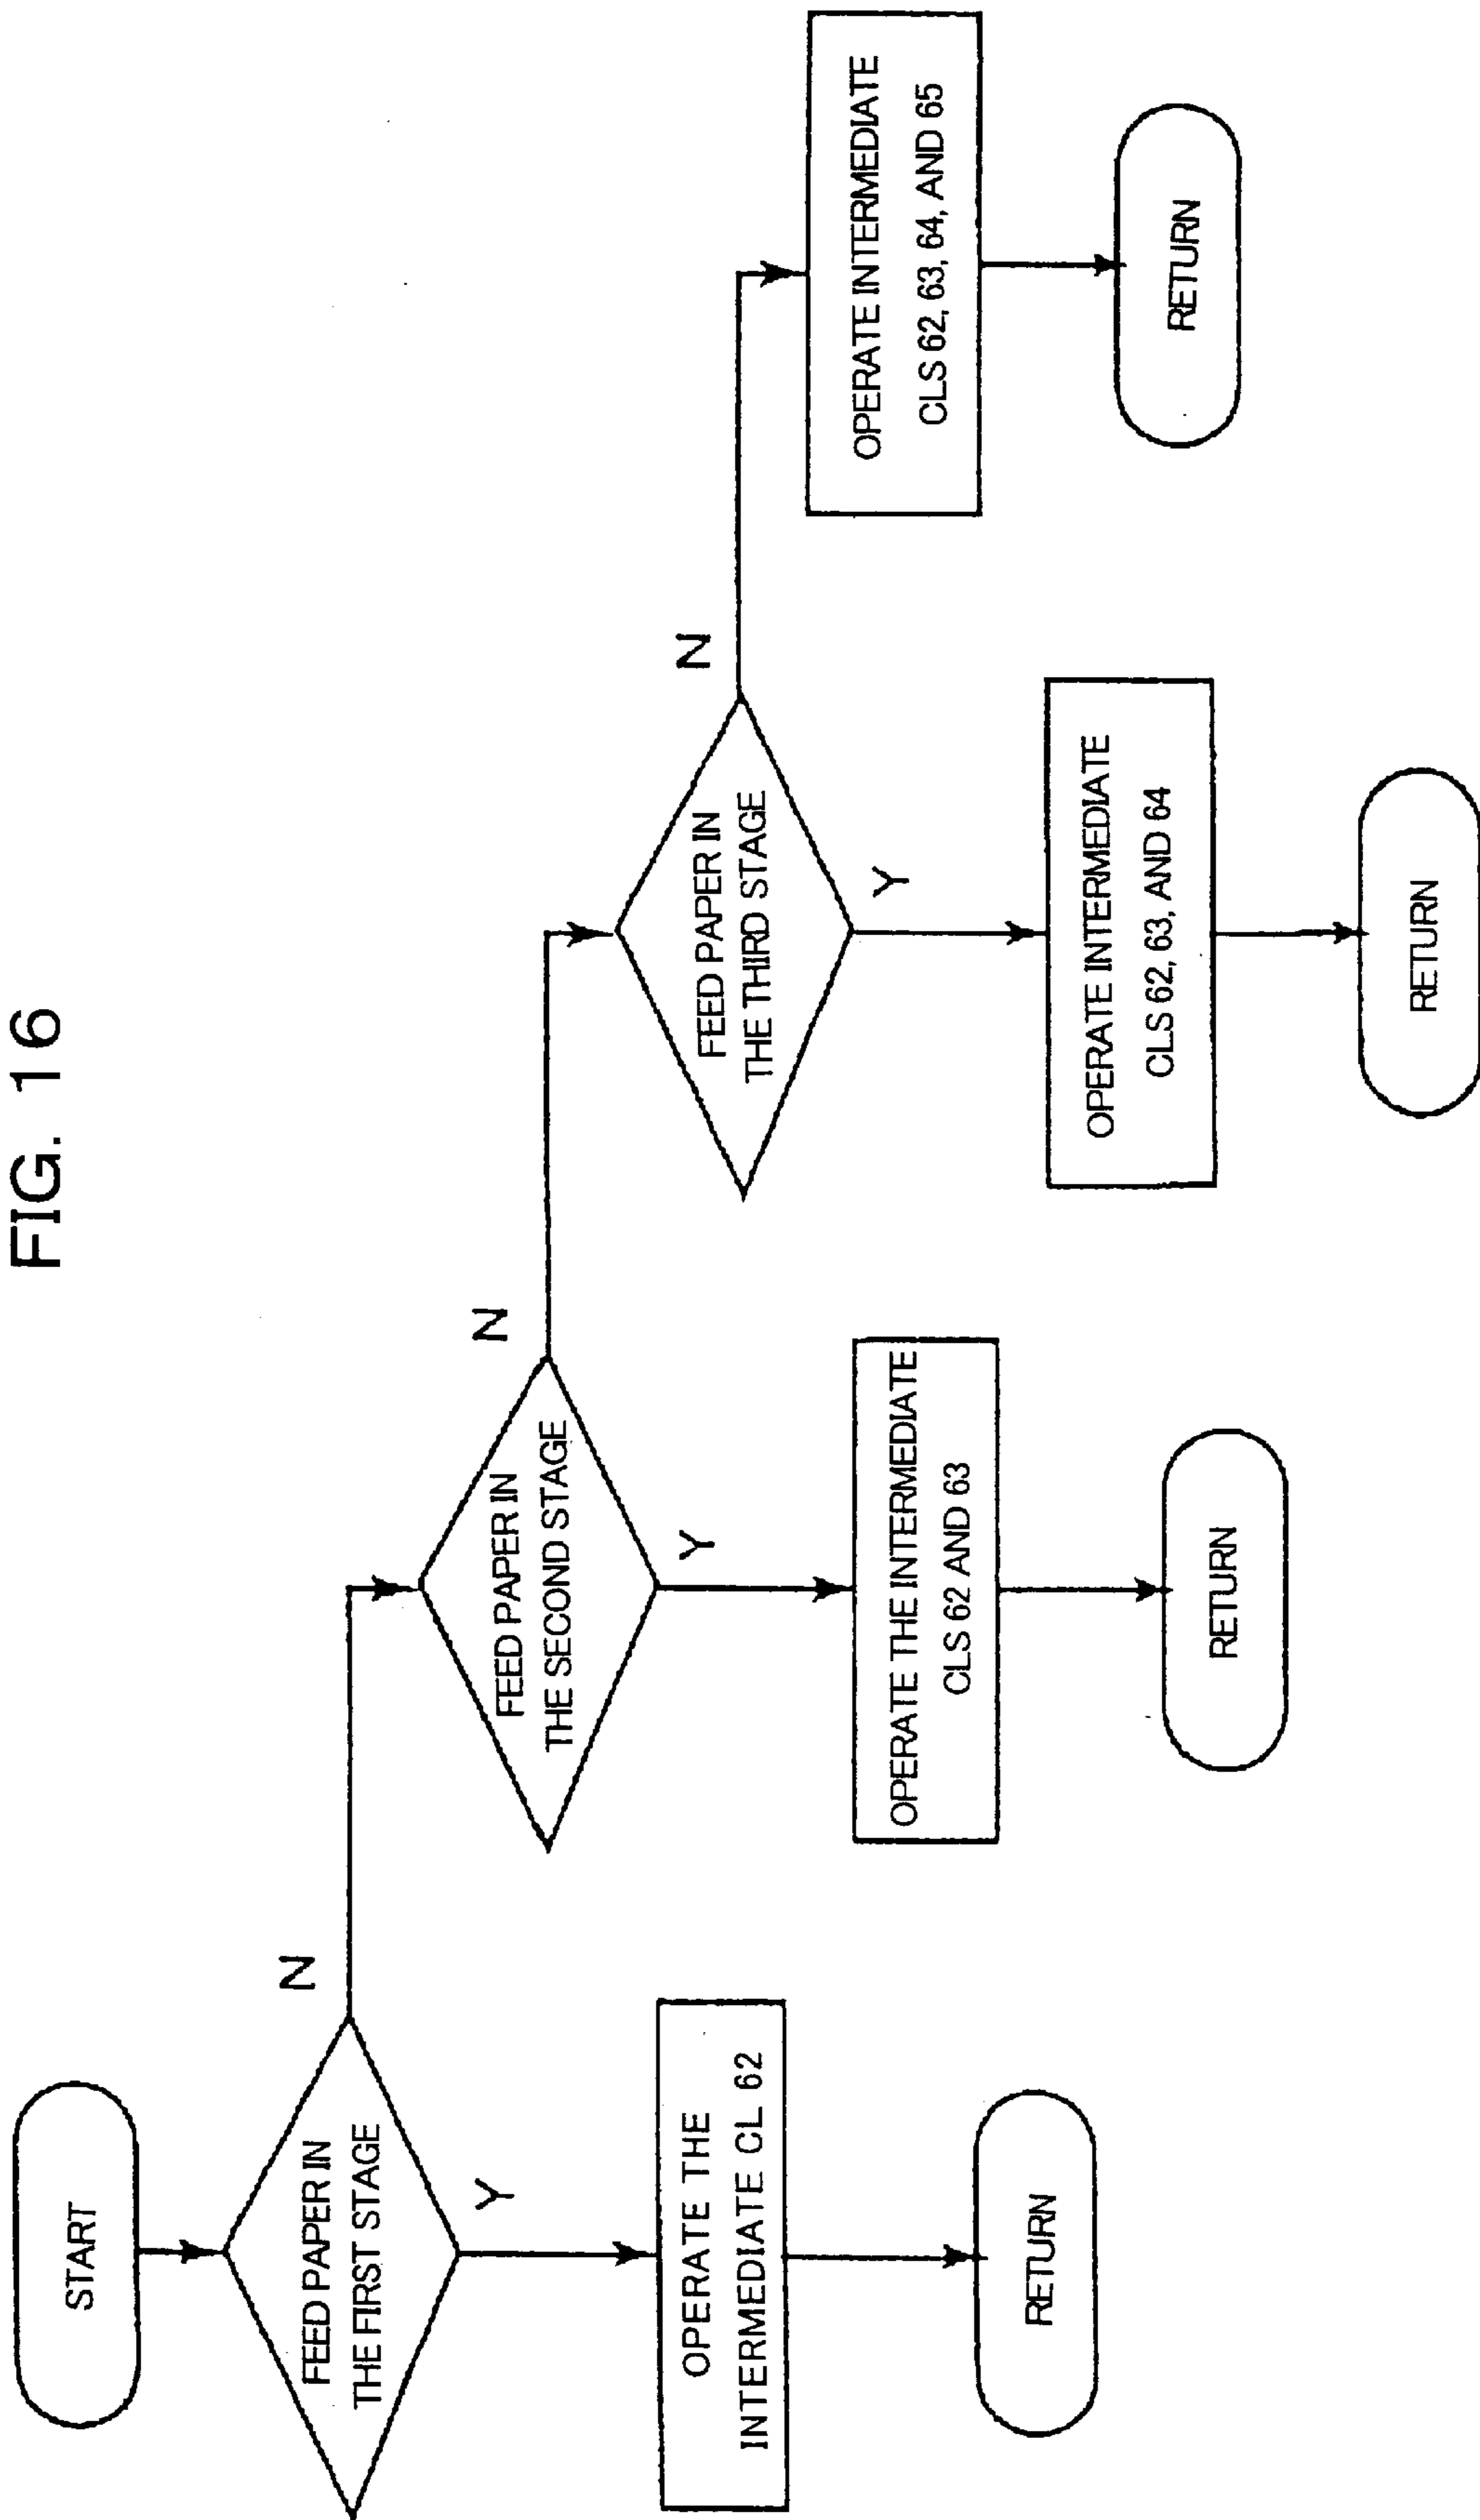 FIG. 16
START
FEED PAPER IN
THE FIRST STAGE
N
Y
OPERATE THE
INTERMEDIATE CL 62
RETURN
FEED PAPER IN
THE SECOND STAGE
N
Y
OPERATE THE INTERMEDIATE
CLS 62 AND 63
RETURN
FEED PAPER IN
THE THIRD STAGE
N
Y
OPERATE INTERMEDIATE
CLS 62, 63, AND 64
RETURN
OPERATE INTERMEDIATE
CLS 62, 63, 64, AND 65
RETURN